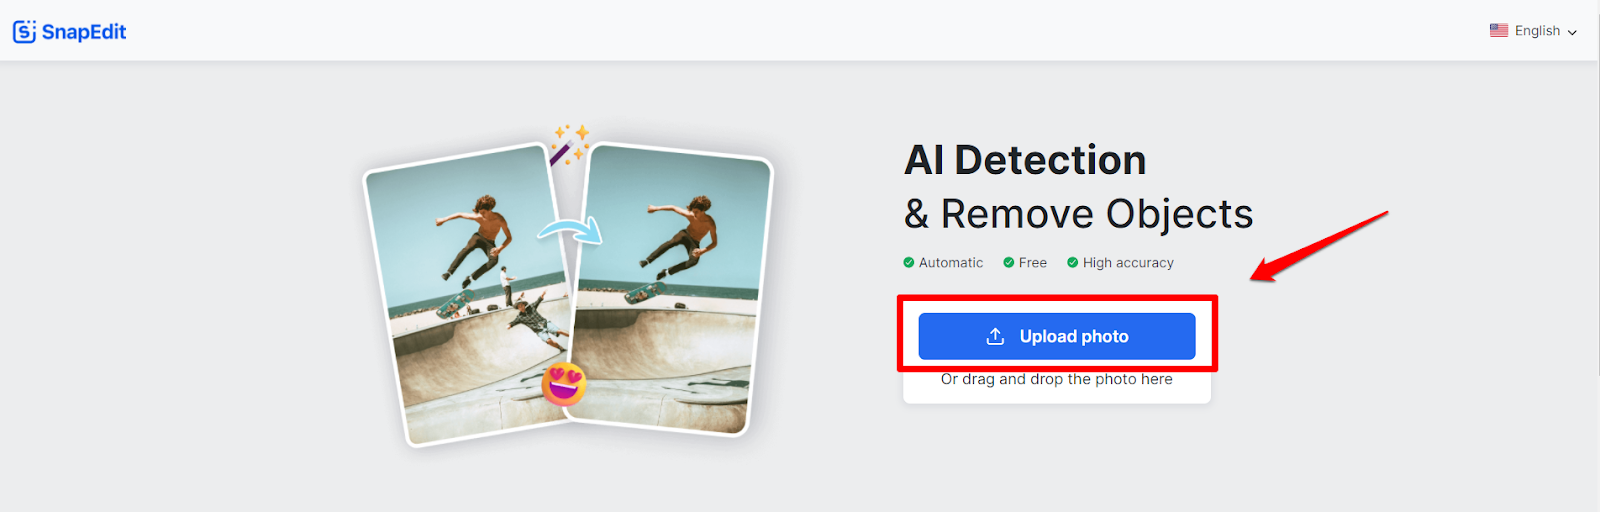 SnapEdit
English
AI Detection
& Remove Objects
Automatic Free High accuracy
Upload photo
Or drag and drop the photo here